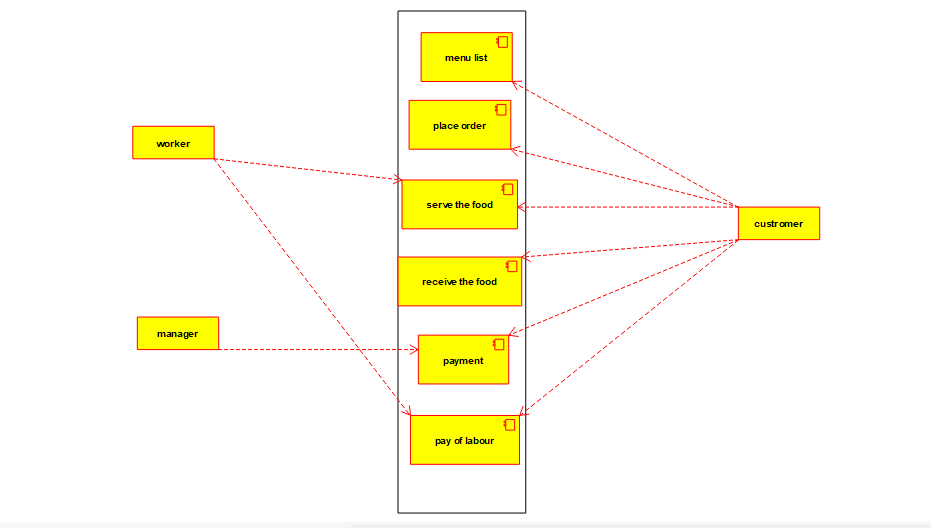 menu list
place order
worker
serve the food
custromer
receive the food
manager
payment
pay of labour